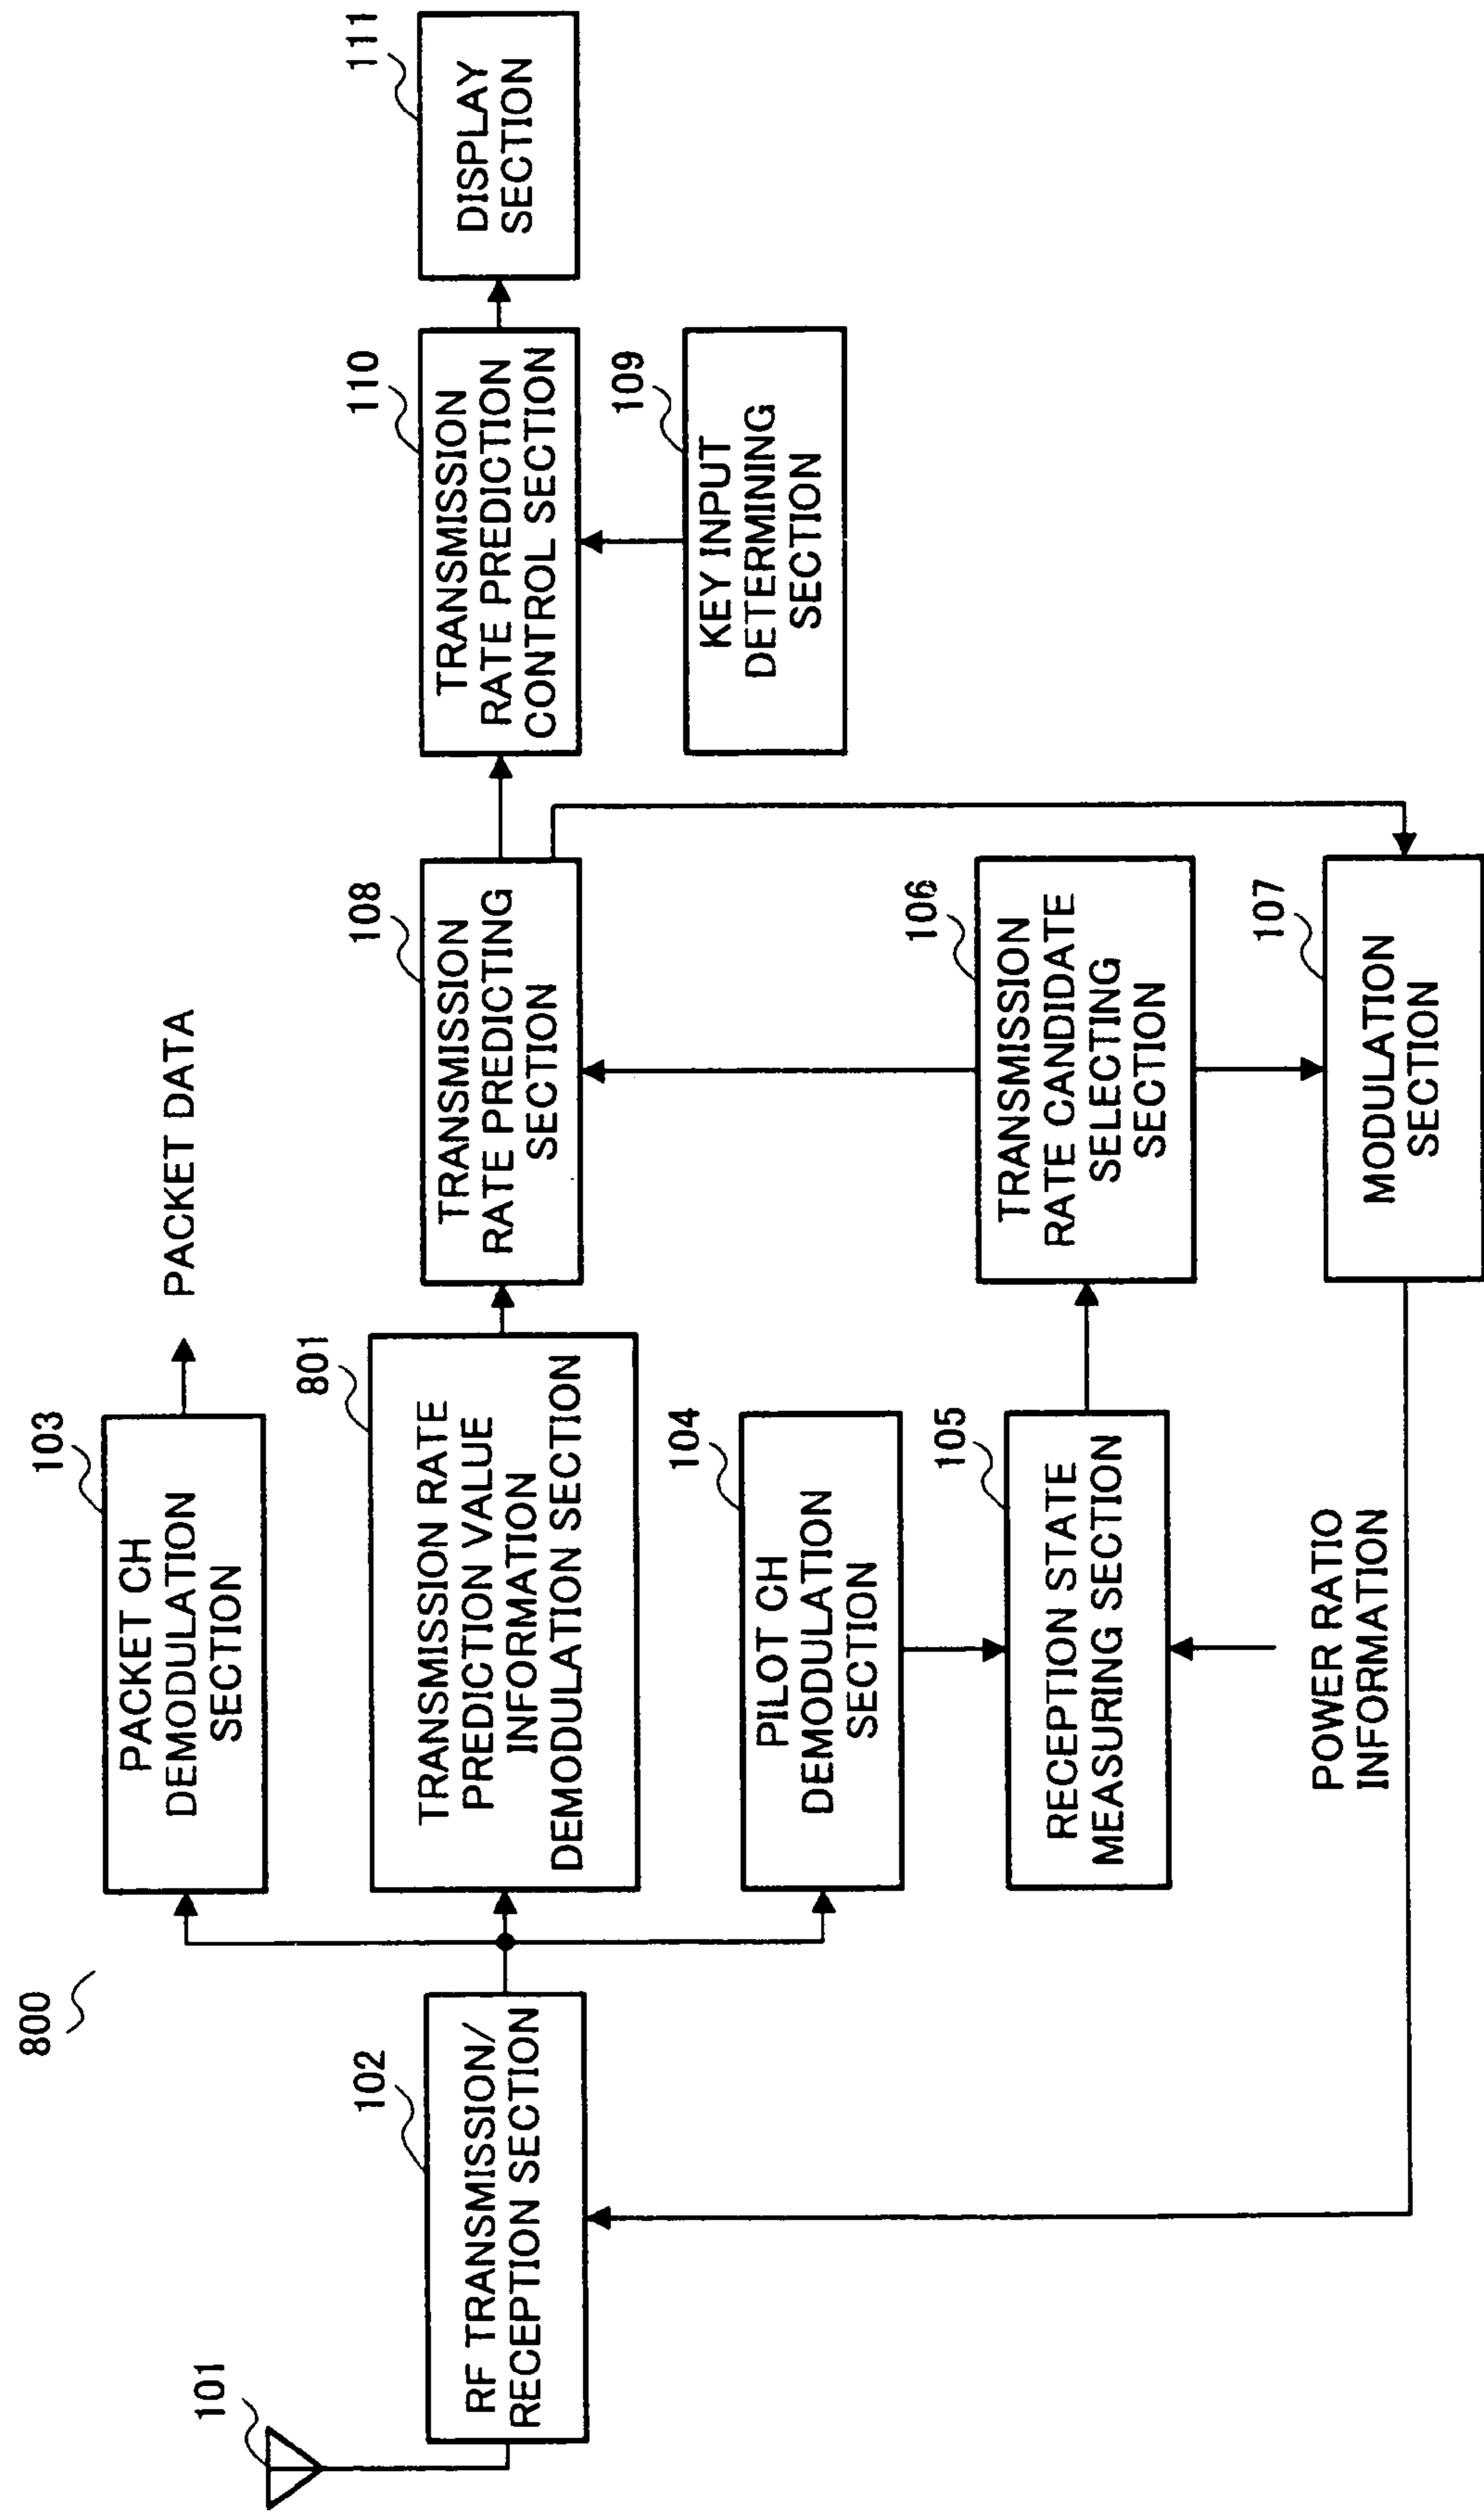 800
101
102
RF TRANSMISSION/
RECEPTION SECTION
103
PACKET CH
DEMODULATION
SECTION
PACKET DATA
801
TRANSMISSION RATE
PREDICTION VALUE
INFORMATION
DEMODULATION SECTION
104
PILOT CH
DEMODULATION
SECTION
105
RECEPTION STATE
MEASURING SECTION
POWER RATIO
INFORMATION
108
TRANSMISSION
RATE PREDICTING
SECTION
106
TRANSMISSION
RATE CANDIDATE
SELECTING
SECTION
107
MODULATION
SECTION
110
TRANSMISSION
RATE PREDICTION
CONTROL SECTION
109
KEY INPUT
DETERMINING
SECTION
111
DISPLAY
SECTION